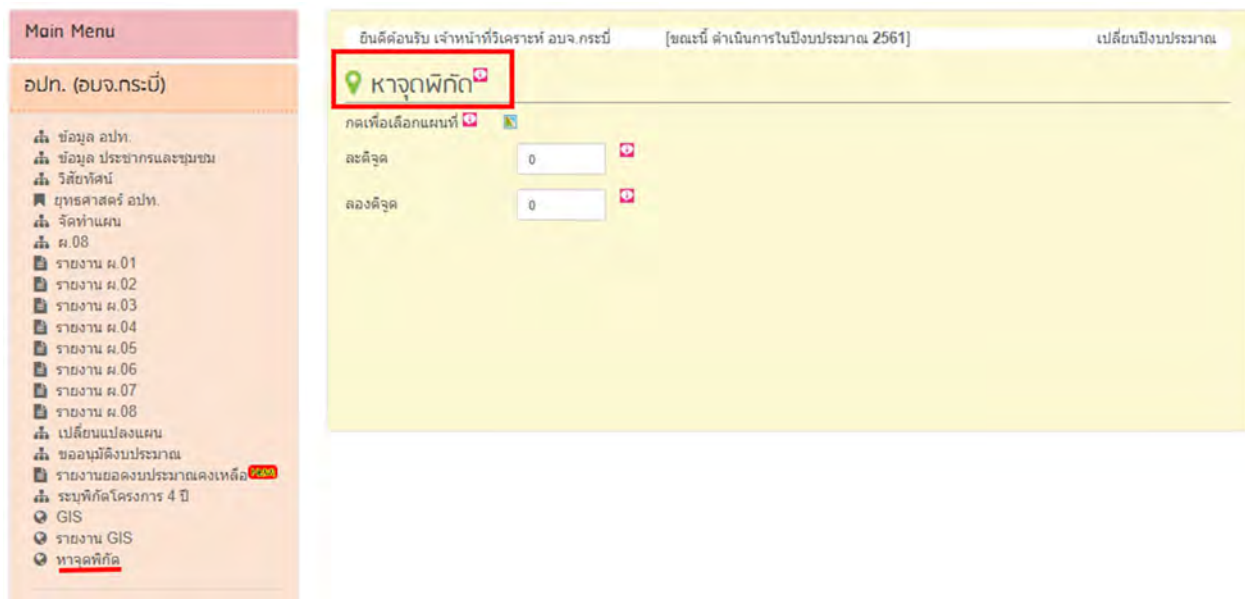 Main Menu
อปท. (อบจ.กระบี่)
ข้อมูล อปท.
ข้อมูล ประชากรและชุมชม
วิสัยทัศน์
ยุทธศาสตร์ อปท.
จัดทำแผน
ผ.08
รายงาน ผ.01
รายงาน ผ.02
รายงาน ผ.03
รายงาน ผ.04
รายงาน ผ.05
รายงาน ผ.06
รายงาน ผ.07
รายงาน ผ.08
เปลี่ยนแปลงแผน
ขออนุมัติงบประมาณ
รายงานยอดงบประมาณคงเหลือ
ระบุพิกัดโครงการ 4 ปี
GIS
รายงาน GIS
หาจุดพิกัด
ยินดีต้อนรับ เจ้าหน้าที่วิเคราะห์ อบจ.กระบี่ [ขณะนี้ ดำเนินการในปีงบประมาณ 2561] เปลี่ยนปีงบประมาณ
หาจุดพิกัด
กดเพื่อเลือกแผนที่
ละติจูด 0
ลองติจูด 0